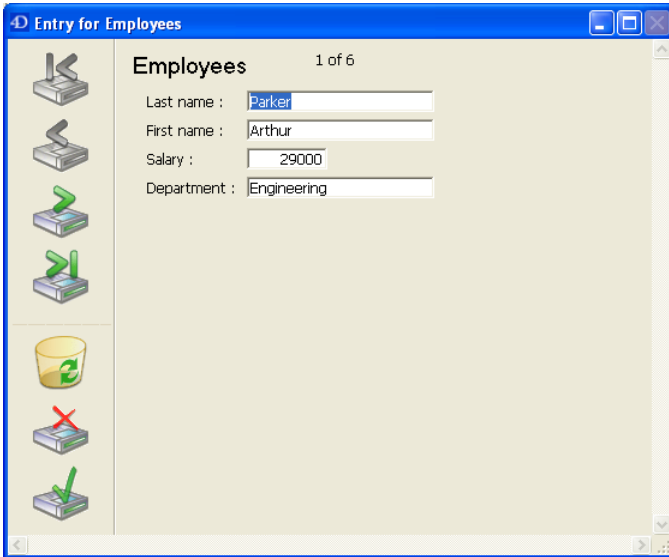 4D Entry for Employees
Employees 1 of 6
Last name : Parker
First name : Arthur
Salary : 29000
Department : Engineering